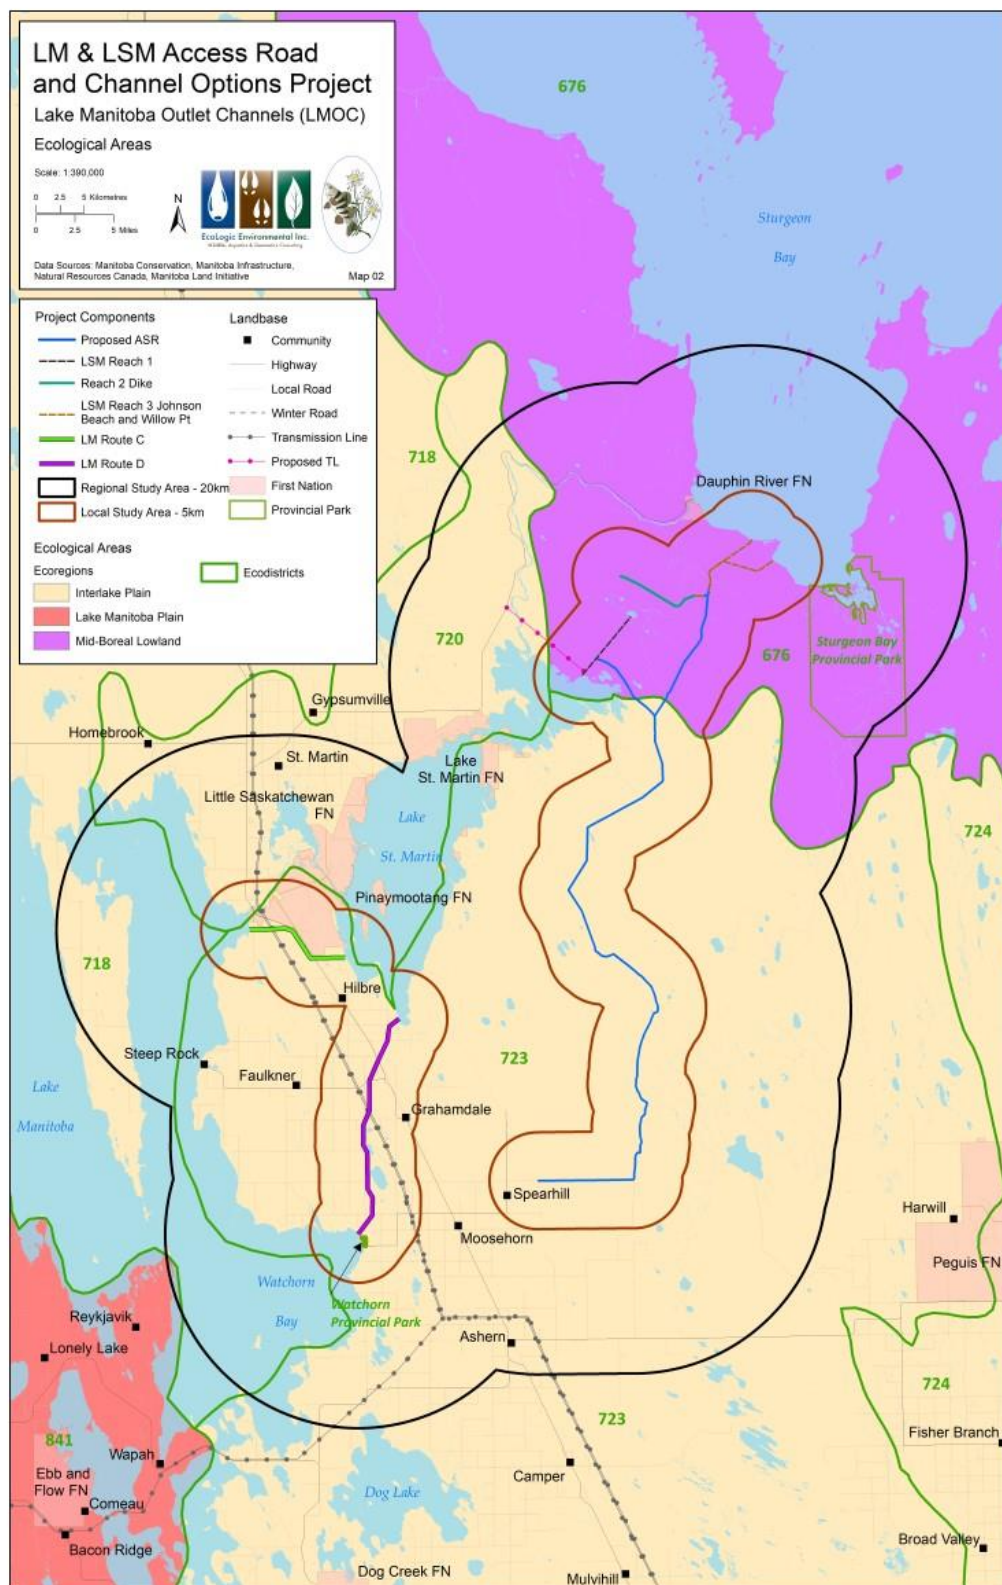 LM & LSM Access Road
and Channel Options Project
Lake Manitoba Outlet Channels (LMOC)
Ecological Areas
Scale: 1:390,000
0 2.5 5 Kilometres
0 2.5 5 Miles
N
EcoLogic Environmental Inc.
Wildlife, Aquatics & Geomatics Consulting
Data Sources: Manitoba Conservation, Manitoba Infrastructure,
Natural Resources Canada, Manitoba Land Initiative
Map 02
Project Components
Proposed ASR
LSM Reach 1
Reach 2 Dike
LSM Reach 3 Johnson
Beach and Willow Pt
LM Route C
LM Route D
Regional Study Area - 20km
Local Study Area - 5km
Landbase
Community
Highway
Local Road
Winter Road
Transmission Line
Proposed TL
First Nation
Provincial Park
Ecological Areas
Ecoregions
Interlake Plain
Lake Manitoba Plain
Mid-Boreal Lowland
Ecodistricts
676
Sturgeon
Bay
718
Dauphin River FN
720
676
Sturgeon Bay
Provincial Park
Gypsumville
Homebrook
St. Martin
Lake
St. Martin FN
Little Saskatchewan
FN
Lake
St. Martin
724
Pinaymootang FN
718
Hilbre
Steep Rock
Faulkner
723
Lake
Manitoba
Grahamdale
Spearhill
Harwill
Moosehorn
Peguis FN
Watchorn
Bay
Watchorn
Provincial Park
Reykjavik
Ashern
Lonely Lake
724
723
Fisher Branch
841
Wapah
Ebb and
Flow FN
Camper
Dog Lake
Comeau
Broad Valley
Bacon Ridge
Dog Creek FN
Mulvihill